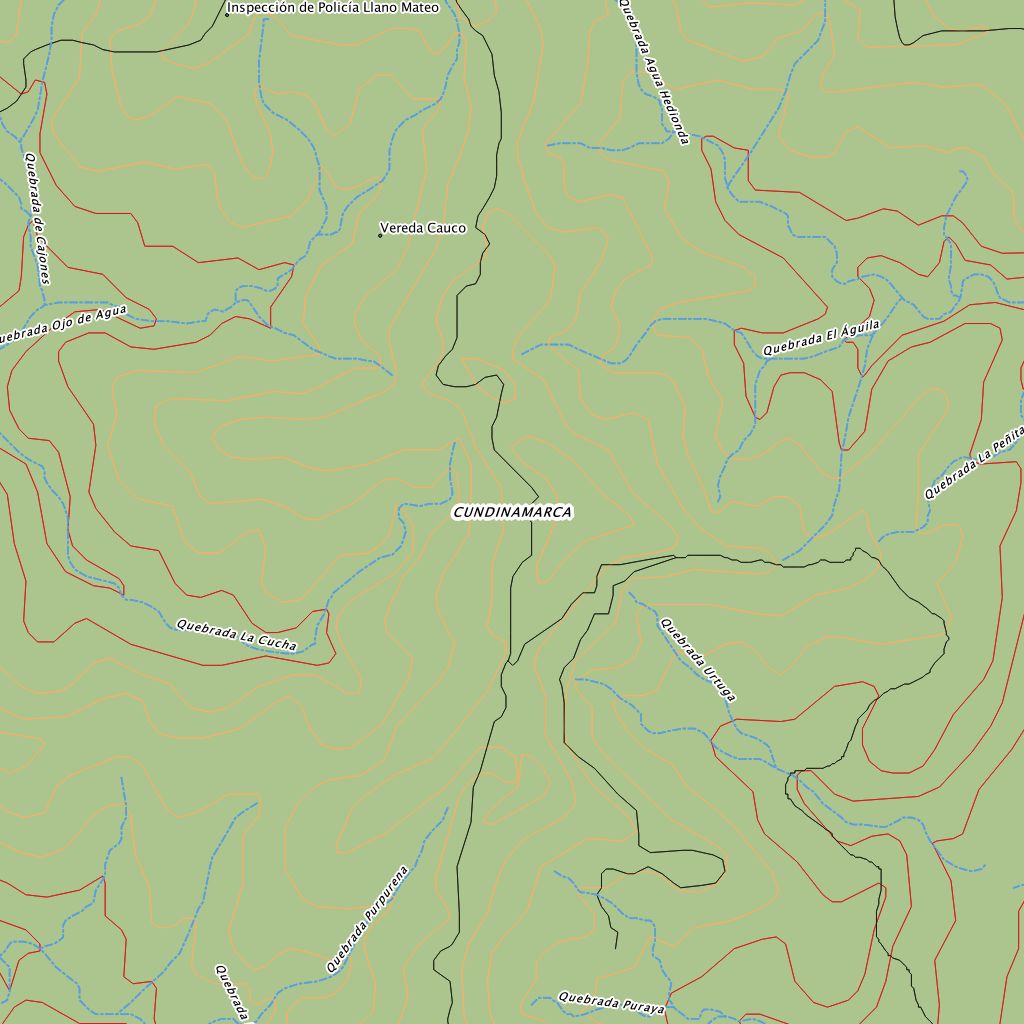 Inspección de Policía Llano Mateo
Quebrada Agua Hedionda
Quebrada de Cajones
Vereda Cauco
Quebrada Ojo de Agua
Quebrada El Águila
Quebrada La Peñita
CUNDINAMARCA
Quebrada La Cucha
Quebrada Urtuga
Quebrada Purpurena
Quebrada
Quebrada Puraya